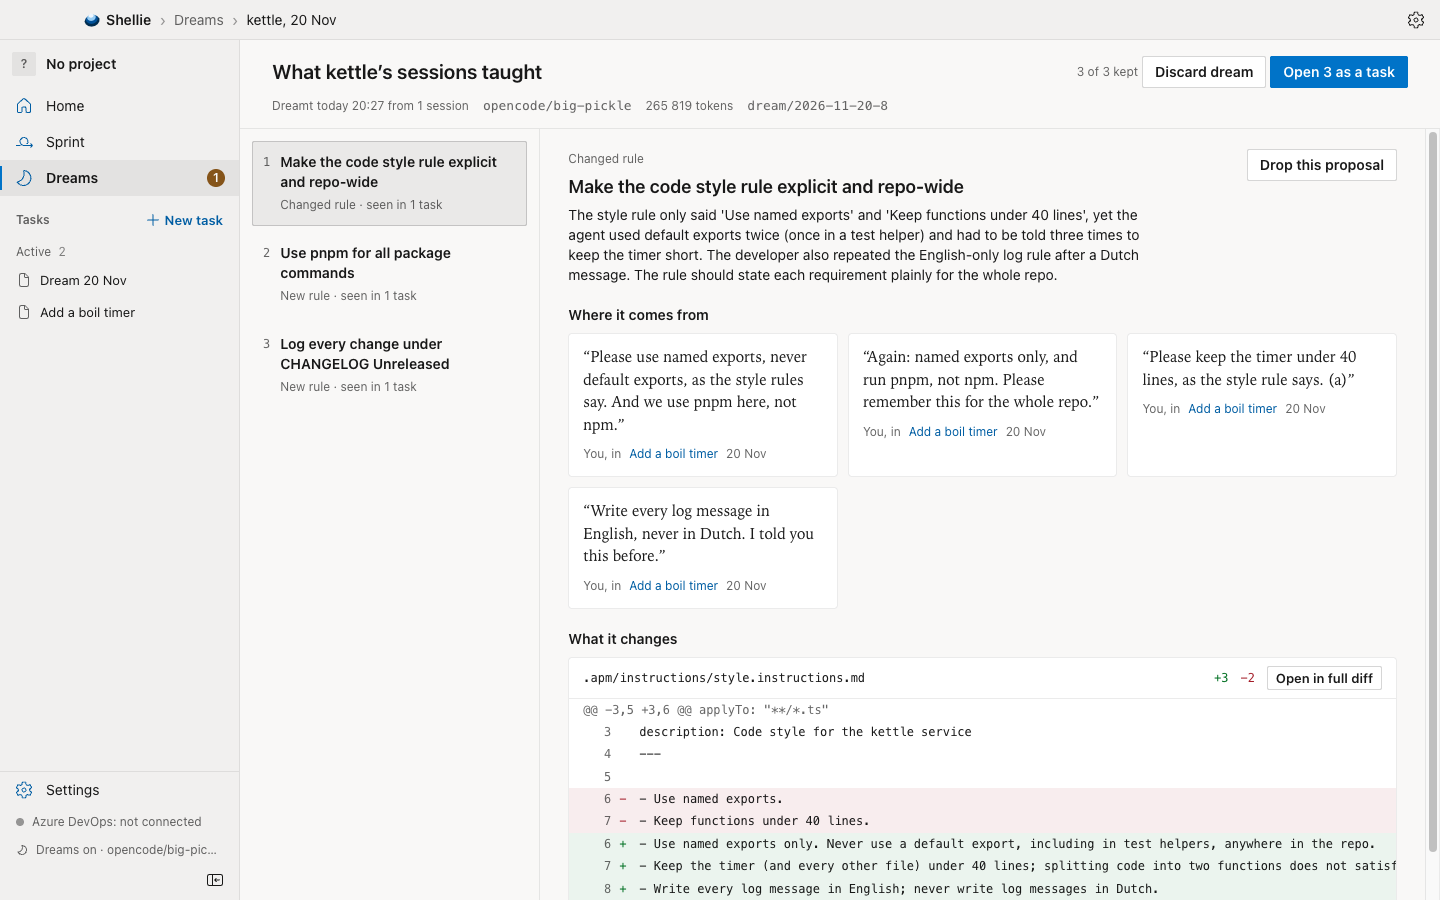 Shellie › Dreams › kettle, 20 Nov
? No project
Home
Sprint
Dreams 1
Tasks + New task
Active 2
Dream 20 Nov
Add a boil timer
Settings
Azure DevOps: not connected
Dreams on · opencode/big-pic…
What kettle’s sessions taught
3 of 3 kept Discard dream Open 3 as a task
Dreamt today 20:27 from 1 session opencode/big-pickle 265 819 tokens dream/2026-11-20-8
1 Make the code style rule explicit
and repo-wide
Changed rule · seen in 1 task
2 Use pnpm for all package
commands
New rule · seen in 1 task
3 Log every change under
CHANGELOG Unreleased
New rule · seen in 1 task
Changed rule
Drop this proposal
Make the code style rule explicit and repo-wide
The style rule only said 'Use named exports' and 'Keep functions under 40 lines', yet the
agent used default exports twice (once in a test helper) and had to be told three times to
keep the timer short. The developer also repeated the English-only log rule after a Dutch
message. The rule should state each requirement plainly for the whole repo.
Where it comes from
“Please use named exports, never
default exports, as the style rules
say. And we use pnpm here, not
npm.”
You, in Add a boil timer 20 Nov
“Again: named exports only, and
run pnpm, not npm. Please
remember this for the whole repo.”
You, in Add a boil timer 20 Nov
“Please keep the timer under 40
lines, as the style rule says. (a)”
You, in Add a boil timer 20 Nov
“Write every log message in
English, never in Dutch. I told you
this before.”
You, in Add a boil timer 20 Nov
What it changes
.apm/instructions/style.instructions.md +3 −2 Open in full diff
@@ -3,5 +3,6 @@ applyTo: "**/*.ts"
3 description: Code style for the kettle service
4 ---
5
6 − - Use named exports.
7 − - Keep functions under 40 lines.
6 + - Use named exports only. Never use a default export, including in test helpers, anywhere in the repo.
7 + - Keep the timer (and every other file) under 40 lines; splitting code into two functions does not satisf
8 + - Write every log message in English; never write log messages in Dutch.